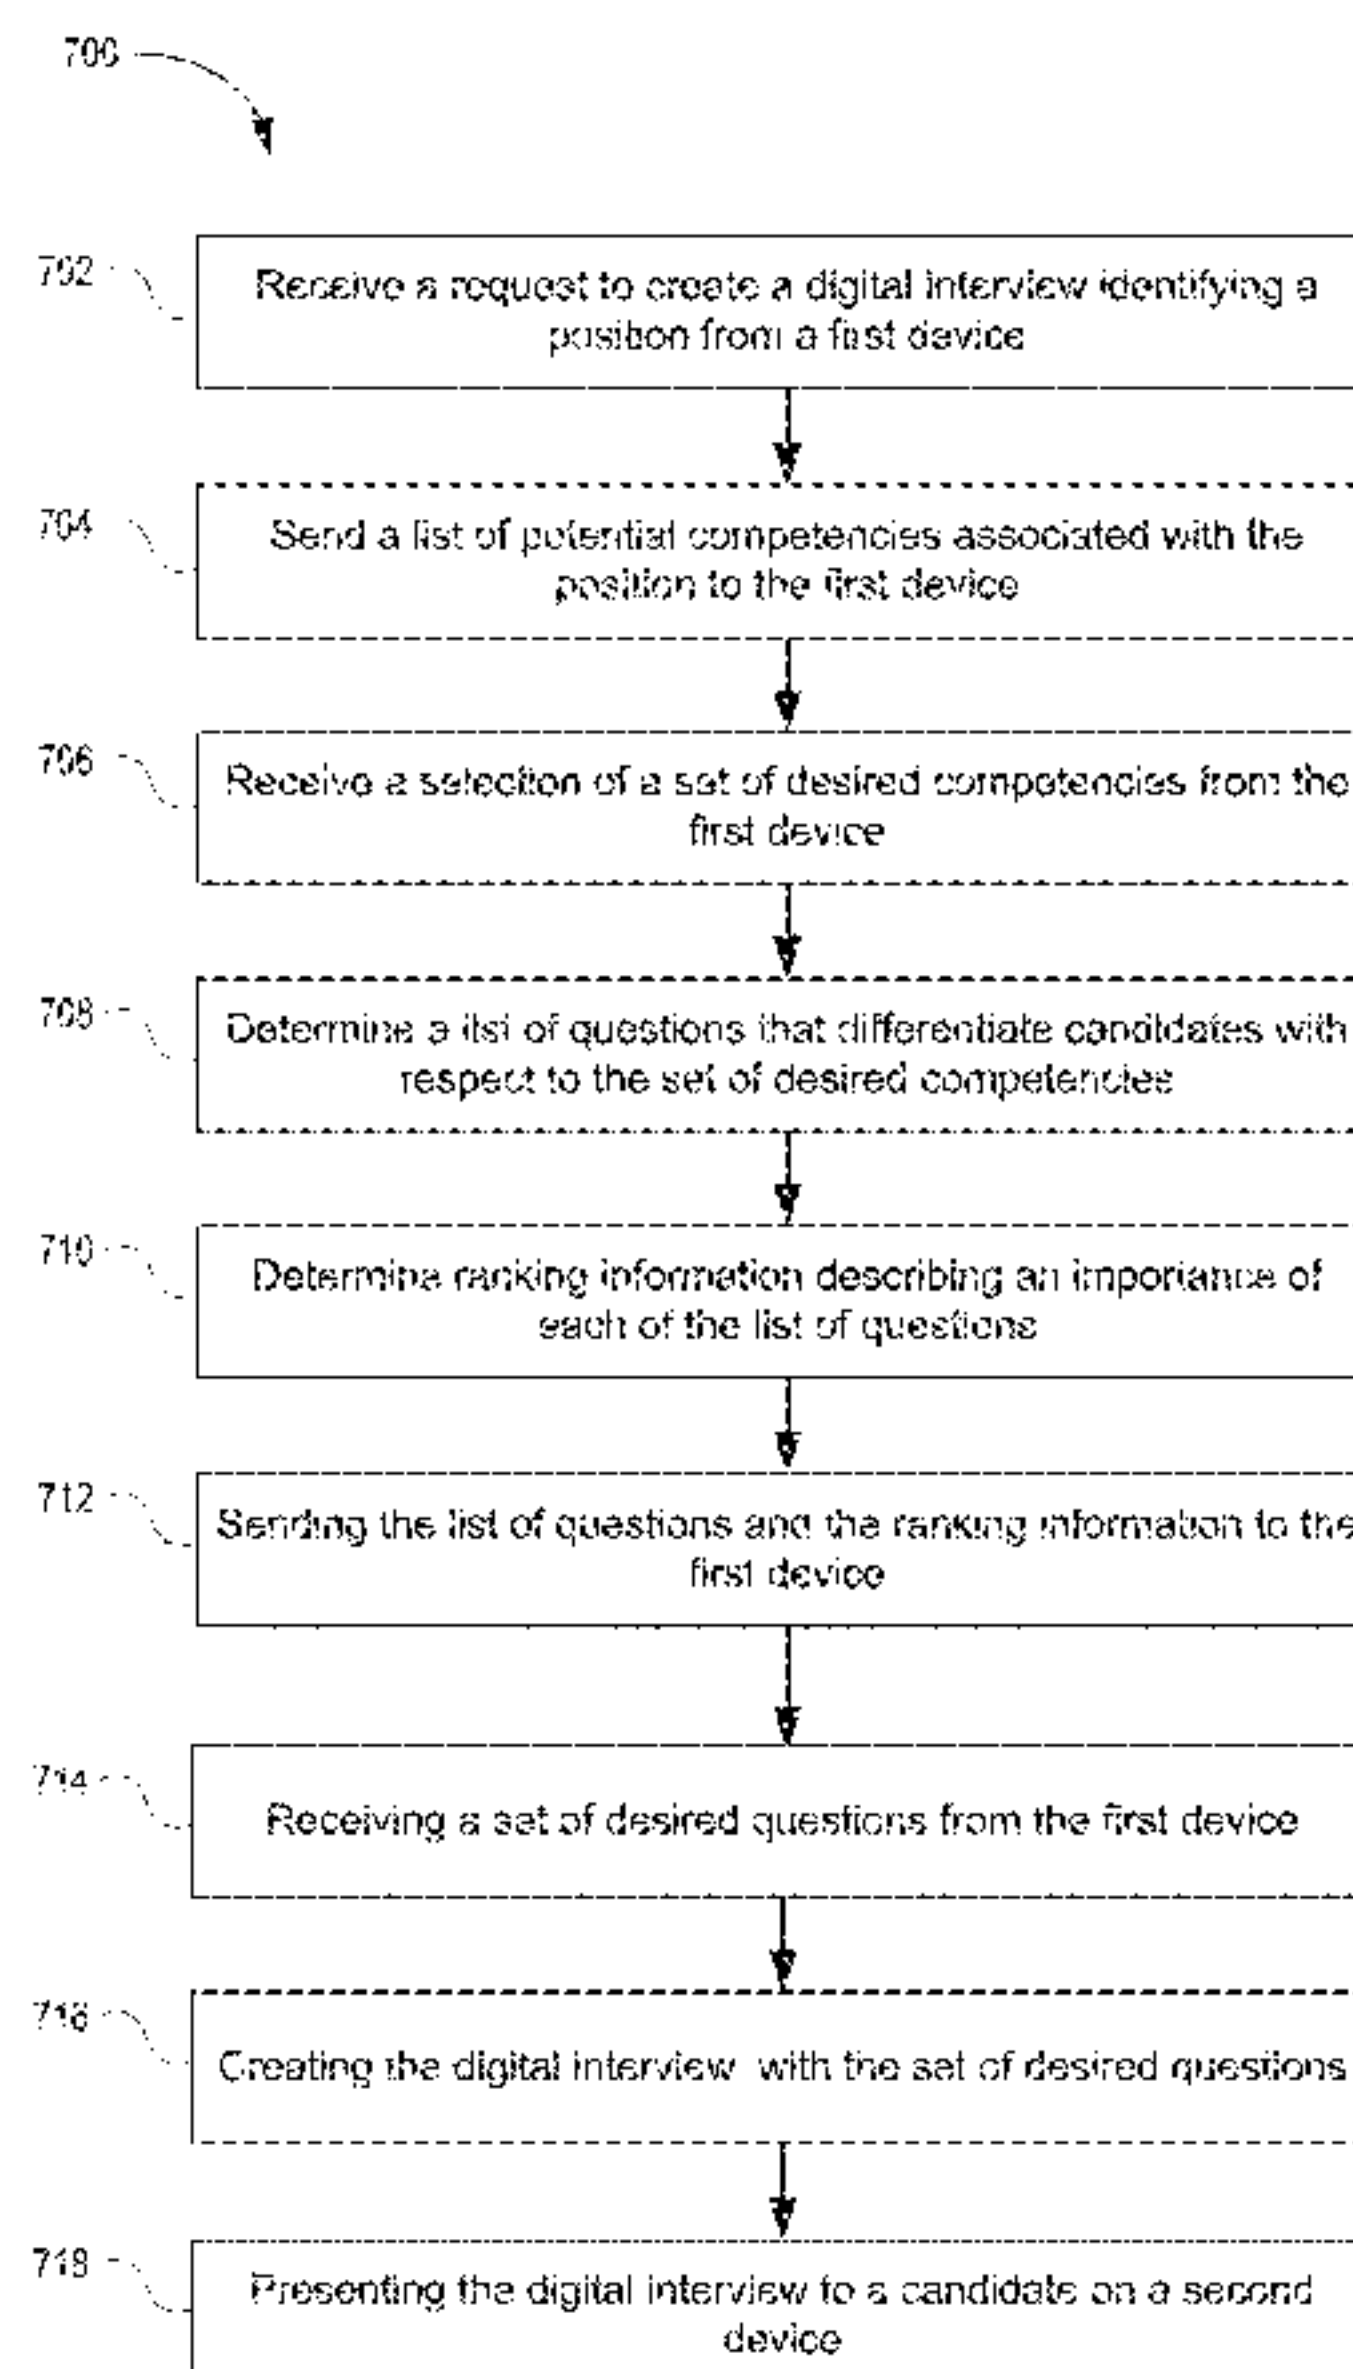 700
702
Receive a request to create a digital interview identifying a
position from a first device
704
Send a list of potential competencies associated with the
position to the first device
706
Receive a selection of a set of desired competencies from the
first device
708
Determine a list of questions that differentiate candidates with
respect to the set of desired competencies
710
Determine ranking information describing an importance of
each of the list of questions
712
Sending the list of questions and the ranking information to the
first device
714
Receiving a set of desired questions from the first device
716
Creating the digital interview with the set of desired questions
718
Presenting the digital interview to a candidate on a second
device